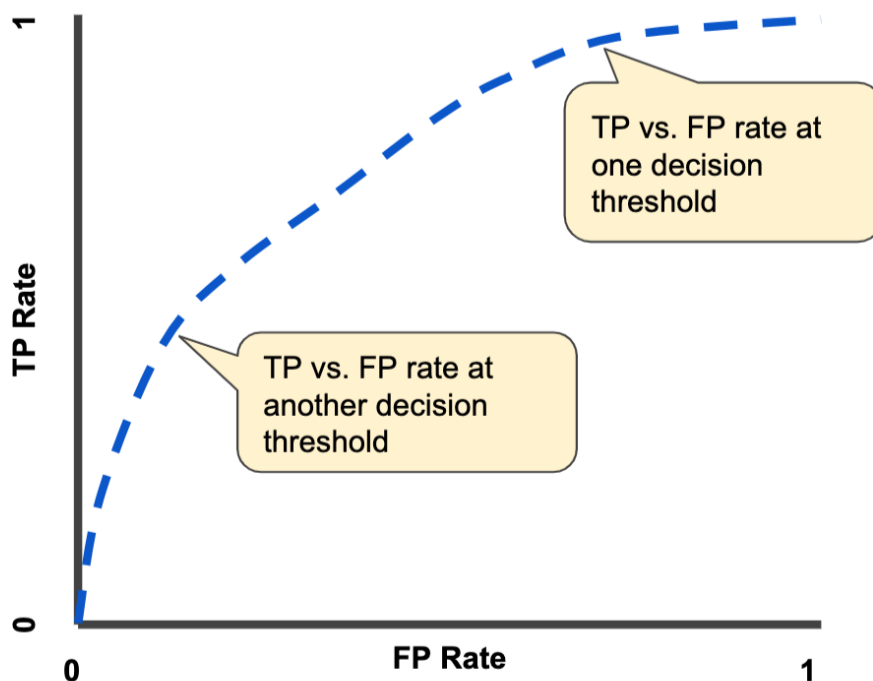 1
TP vs. FP rate at
one decision
threshold
TP Rate
TP vs. FP rate at
another decision
threshold
0
0
FP Rate
1